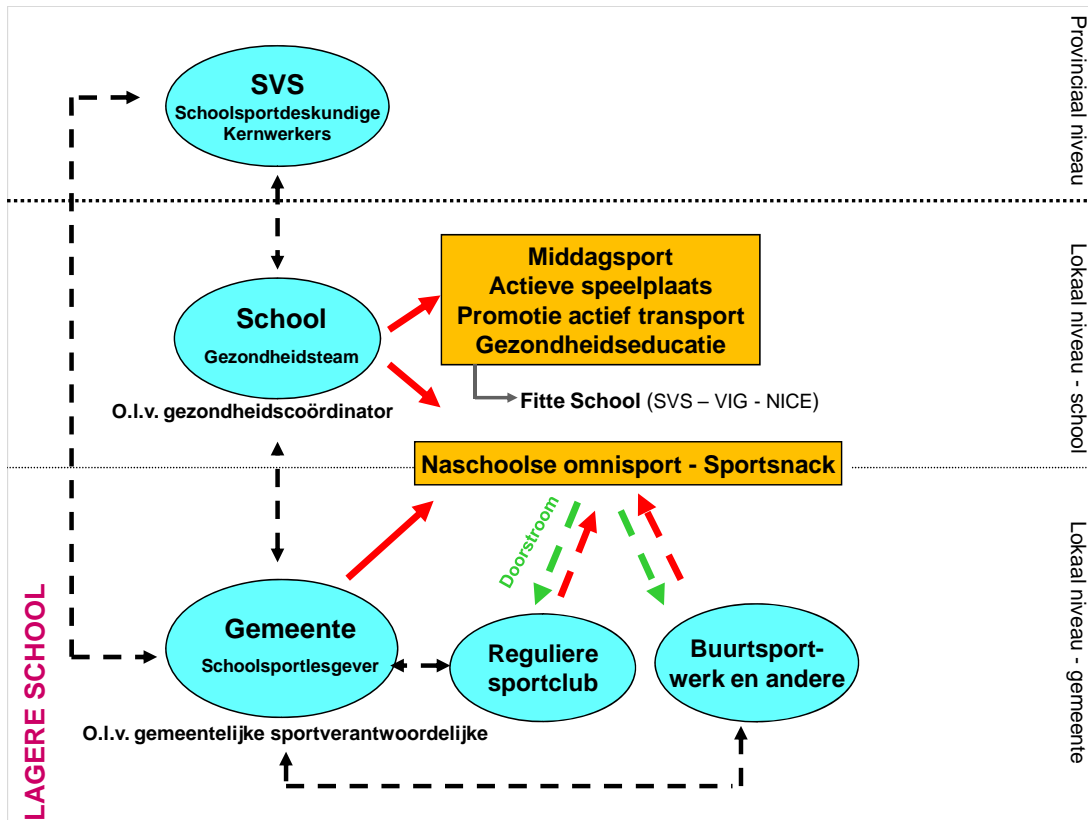 SVS
Schoolsportdeskundige
Kernwerkers
Provinciaal niveau
School
Gezondheidsteam
O.l.v. gezondheidscoördinator
Middagsport
Actieve speelplaats
Promotie actief transport
Gezondheidseducatie
Fitte School (SVS – VIG - NICE)
Lokaal niveau - school
Naschoolse omnisport - Sportsnack
Doorstroom
Gemeente
Schoolsportlesgever
O.l.v. gemeentelijke sportverantwoordelijke
Reguliere
sportclub
Buurtsport-
werk en andere
Lokaal niveau - gemeente
LAGERE SCHOOL